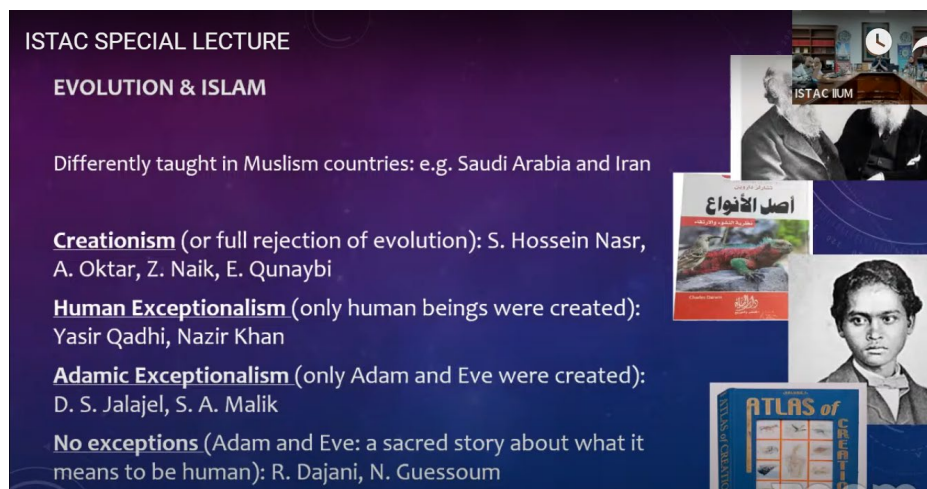 ISTAC SPECIAL LECTURE
ISTAC IIUM
EVOLUTION & ISLAM
Differently taught in Muslism countries: e.g. Saudi Arabia and Iran
Creationism (or full rejection of evolution): S. Hossein Nasr,
A. Oktar, Z. Naik, E. Qunaybi
Human Exceptionalism (only human beings were created):
Yasir Qadhi, Nazir Khan
Adamic Exceptionalism (only Adam and Eve were created):
D. S. Jalajel, S. A. Malik
No exceptions (Adam and Eve: a sacred story about what it
means to be human): R. Dajani, N. Guessoum
أصل الأنواع
نظرية النشوء والارتقاء
Charles Darwin
ATLAS of